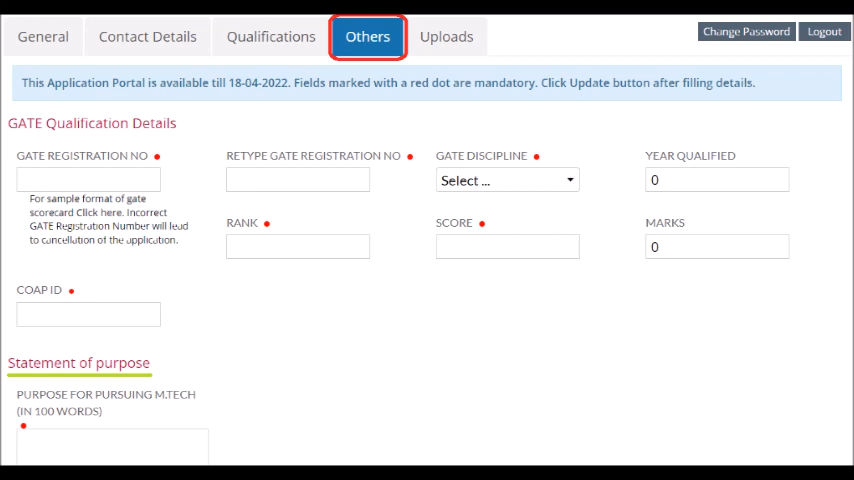 General Contact Details Qualifications Others Uploads Change Password Logout
This Application Portal is available till 18-04-2022. Fields marked with a red dot are mandatory. Click Update button after filling details.
GATE Qualification Details
GATE REGISTRATION NO RETYPE GATE REGISTRATION NO GATE DISCIPLINE YEAR QUALIFIED
Select ... 0
For sample format of gate
scorecard Click here. Incorrect
GATE Registration Number will lead
to cancellation of the application.
RANK SCORE MARKS
0
COAP ID
Statement of purpose
PURPOSE FOR PURSUING M.TECH
(IN 100 WORDS)